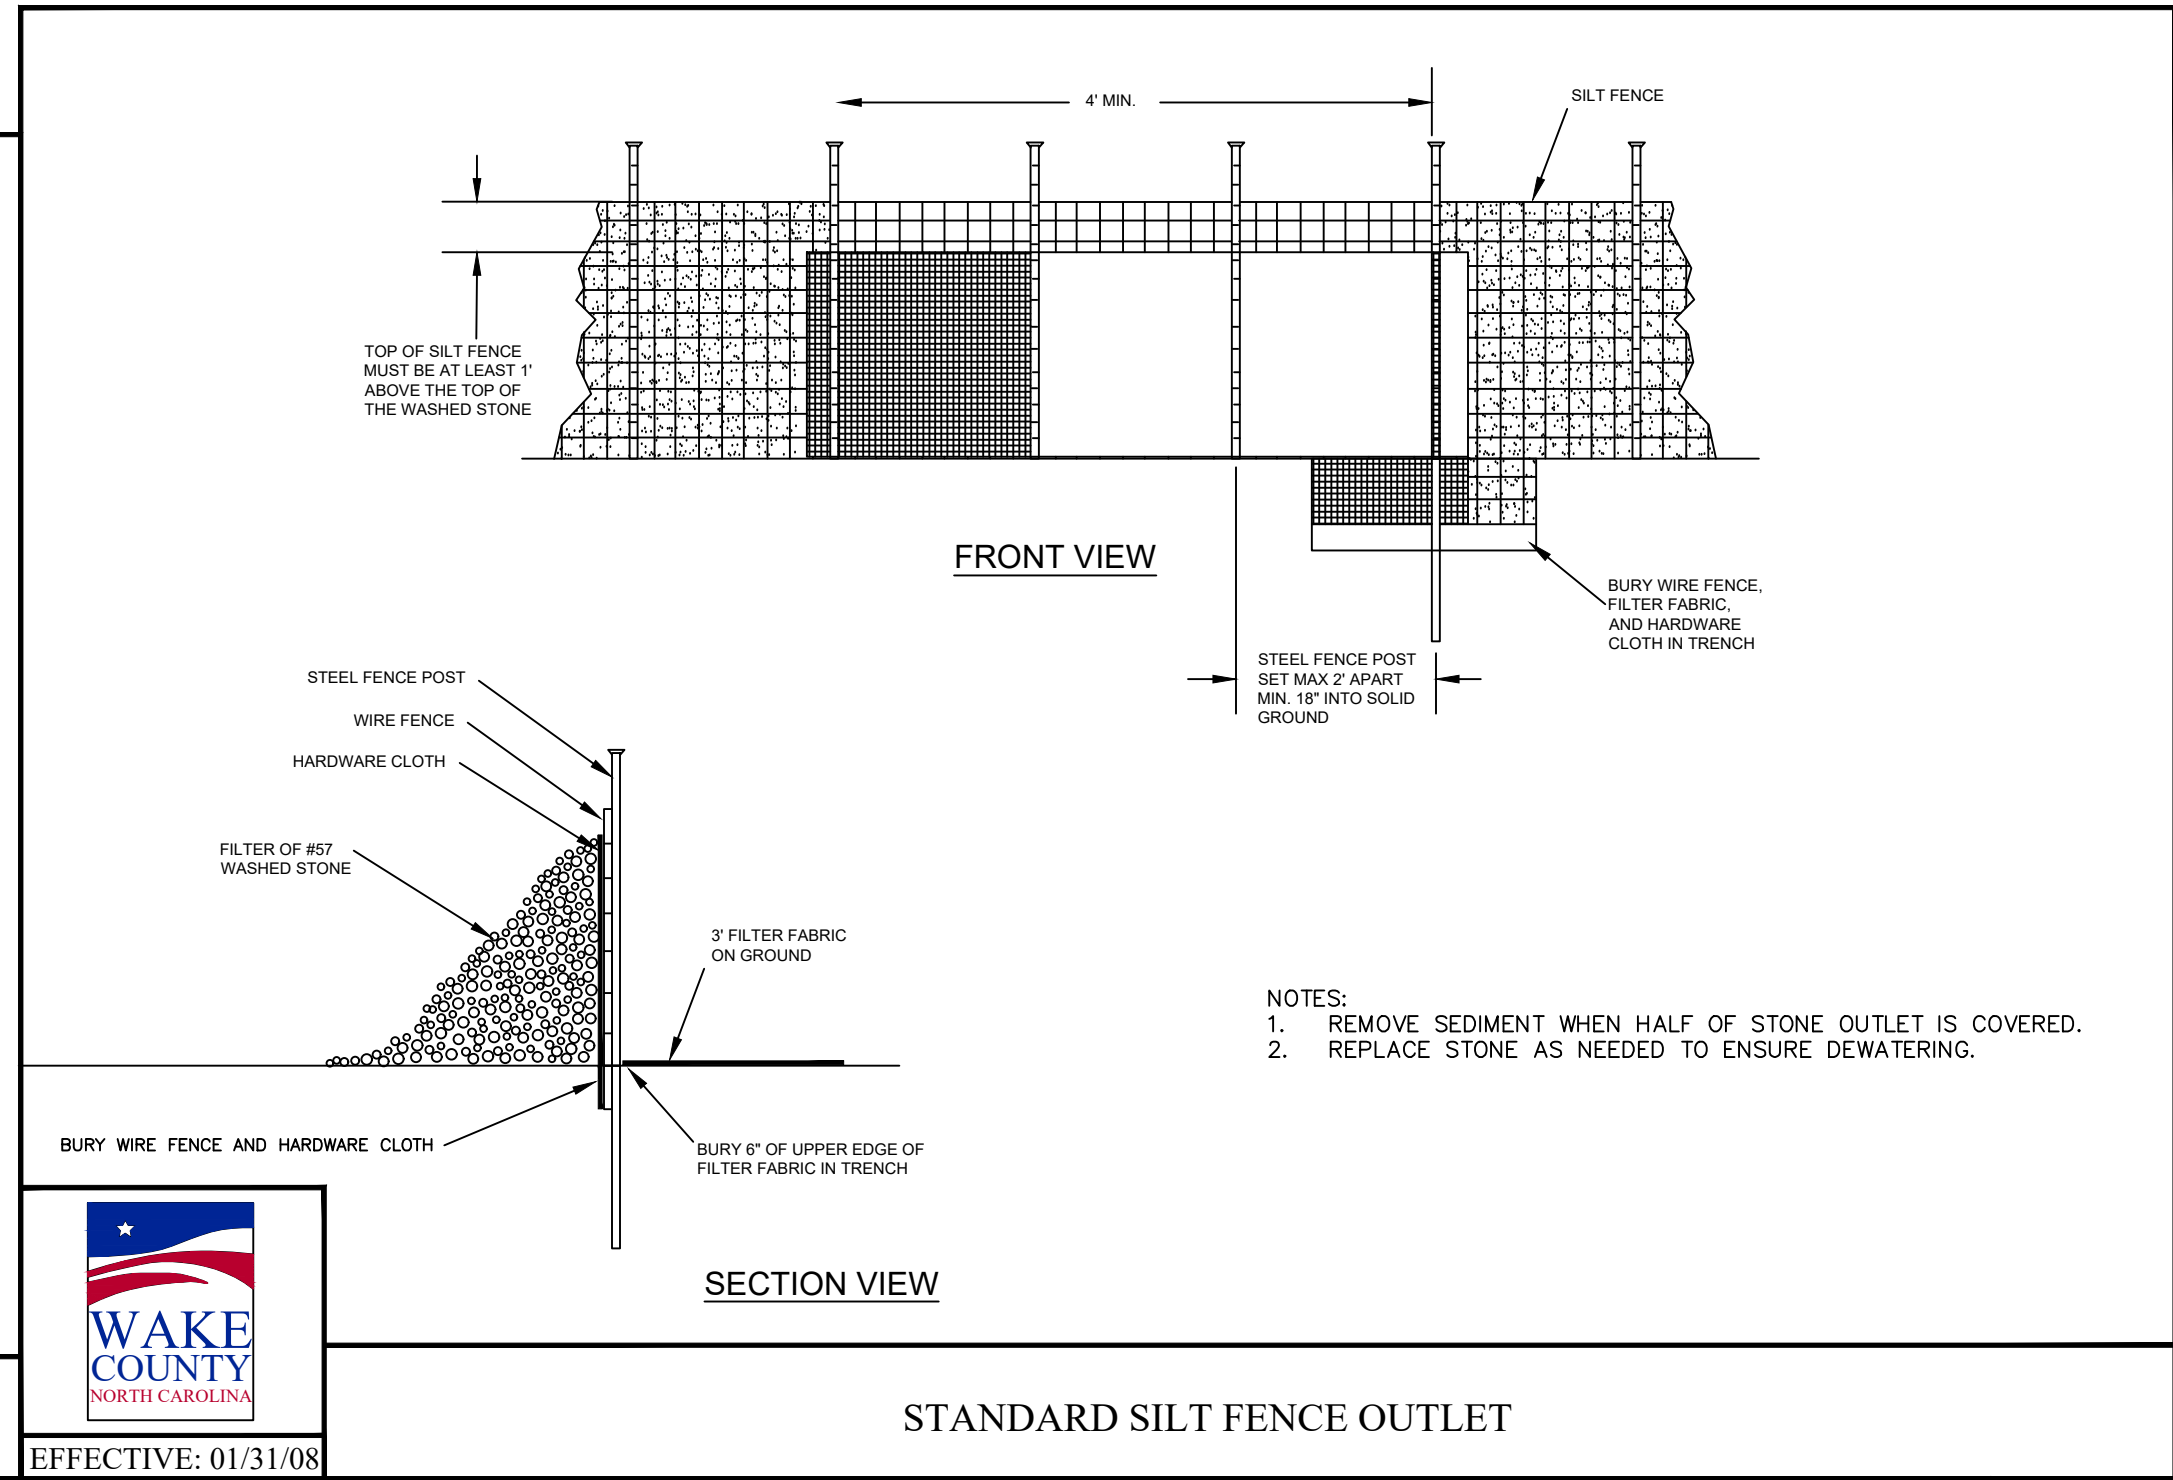 4' MIN.
SILT FENCE
TOP OF SILT FENCE
MUST BE AT LEAST 1'
ABOVE THE TOP OF
THE WASHED STONE
FRONT VIEW
BURY WIRE FENCE,
FILTER FABRIC,
AND HARDWARE
CLOTH IN TRENCH
STEEL FENCE POST
SET MAX 2' APART
MIN. 18" INTO SOLID
GROUND
STEEL FENCE POST
WIRE FENCE
HARDWARE CLOTH
FILTER OF #57
WASHED STONE
3' FILTER FABRIC
ON GROUND
BURY WIRE FENCE AND HARDWARE CLOTH
BURY 6" OF UPPER EDGE OF
FILTER FABRIC IN TRENCH
SECTION VIEW
NOTES:
1. REMOVE SEDIMENT WHEN HALF OF STONE OUTLET IS COVERED.
2. REPLACE STONE AS NEEDED TO ENSURE DEWATERING.
WAKE
COUNTY
NORTH CAROLINA
EFFECTIVE: 01/31/08
STANDARD SILT FENCE OUTLET